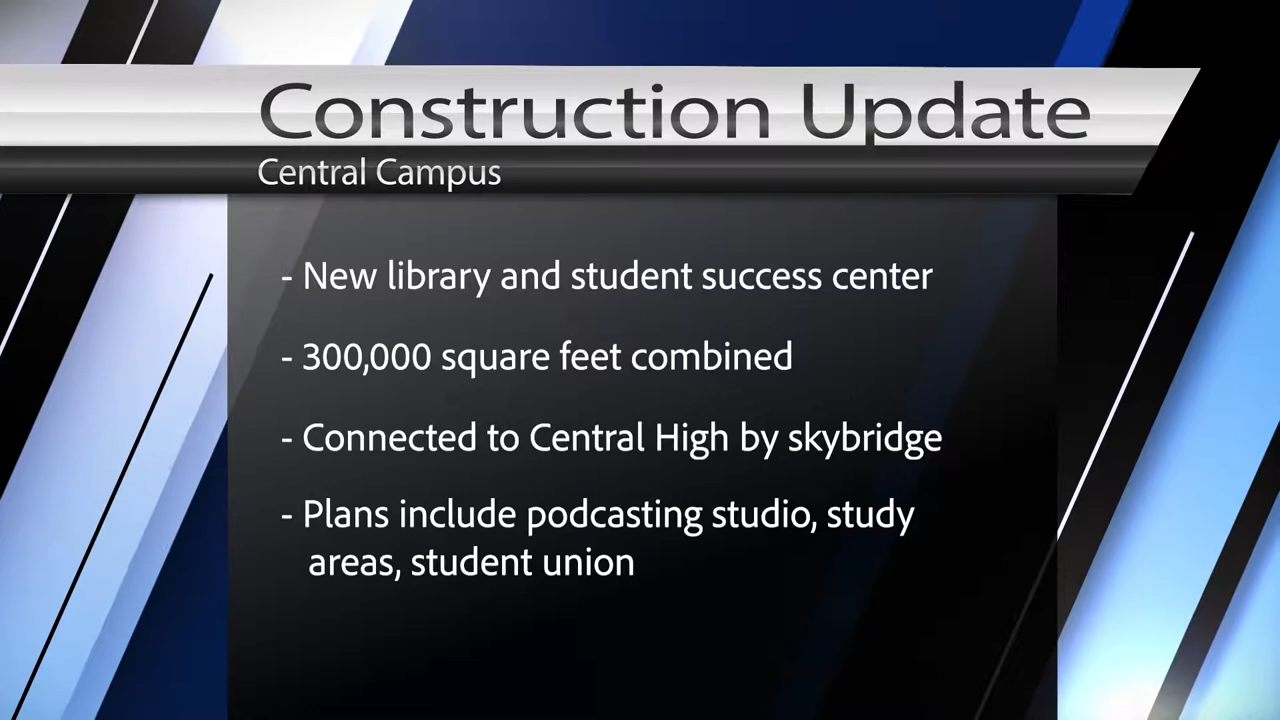 Construction Update
Central Campus
- New library and student success center
- 300,000 square feet combined
- Connected to Central High by skybridge
- Plans include podcasting studio, study
areas, student union